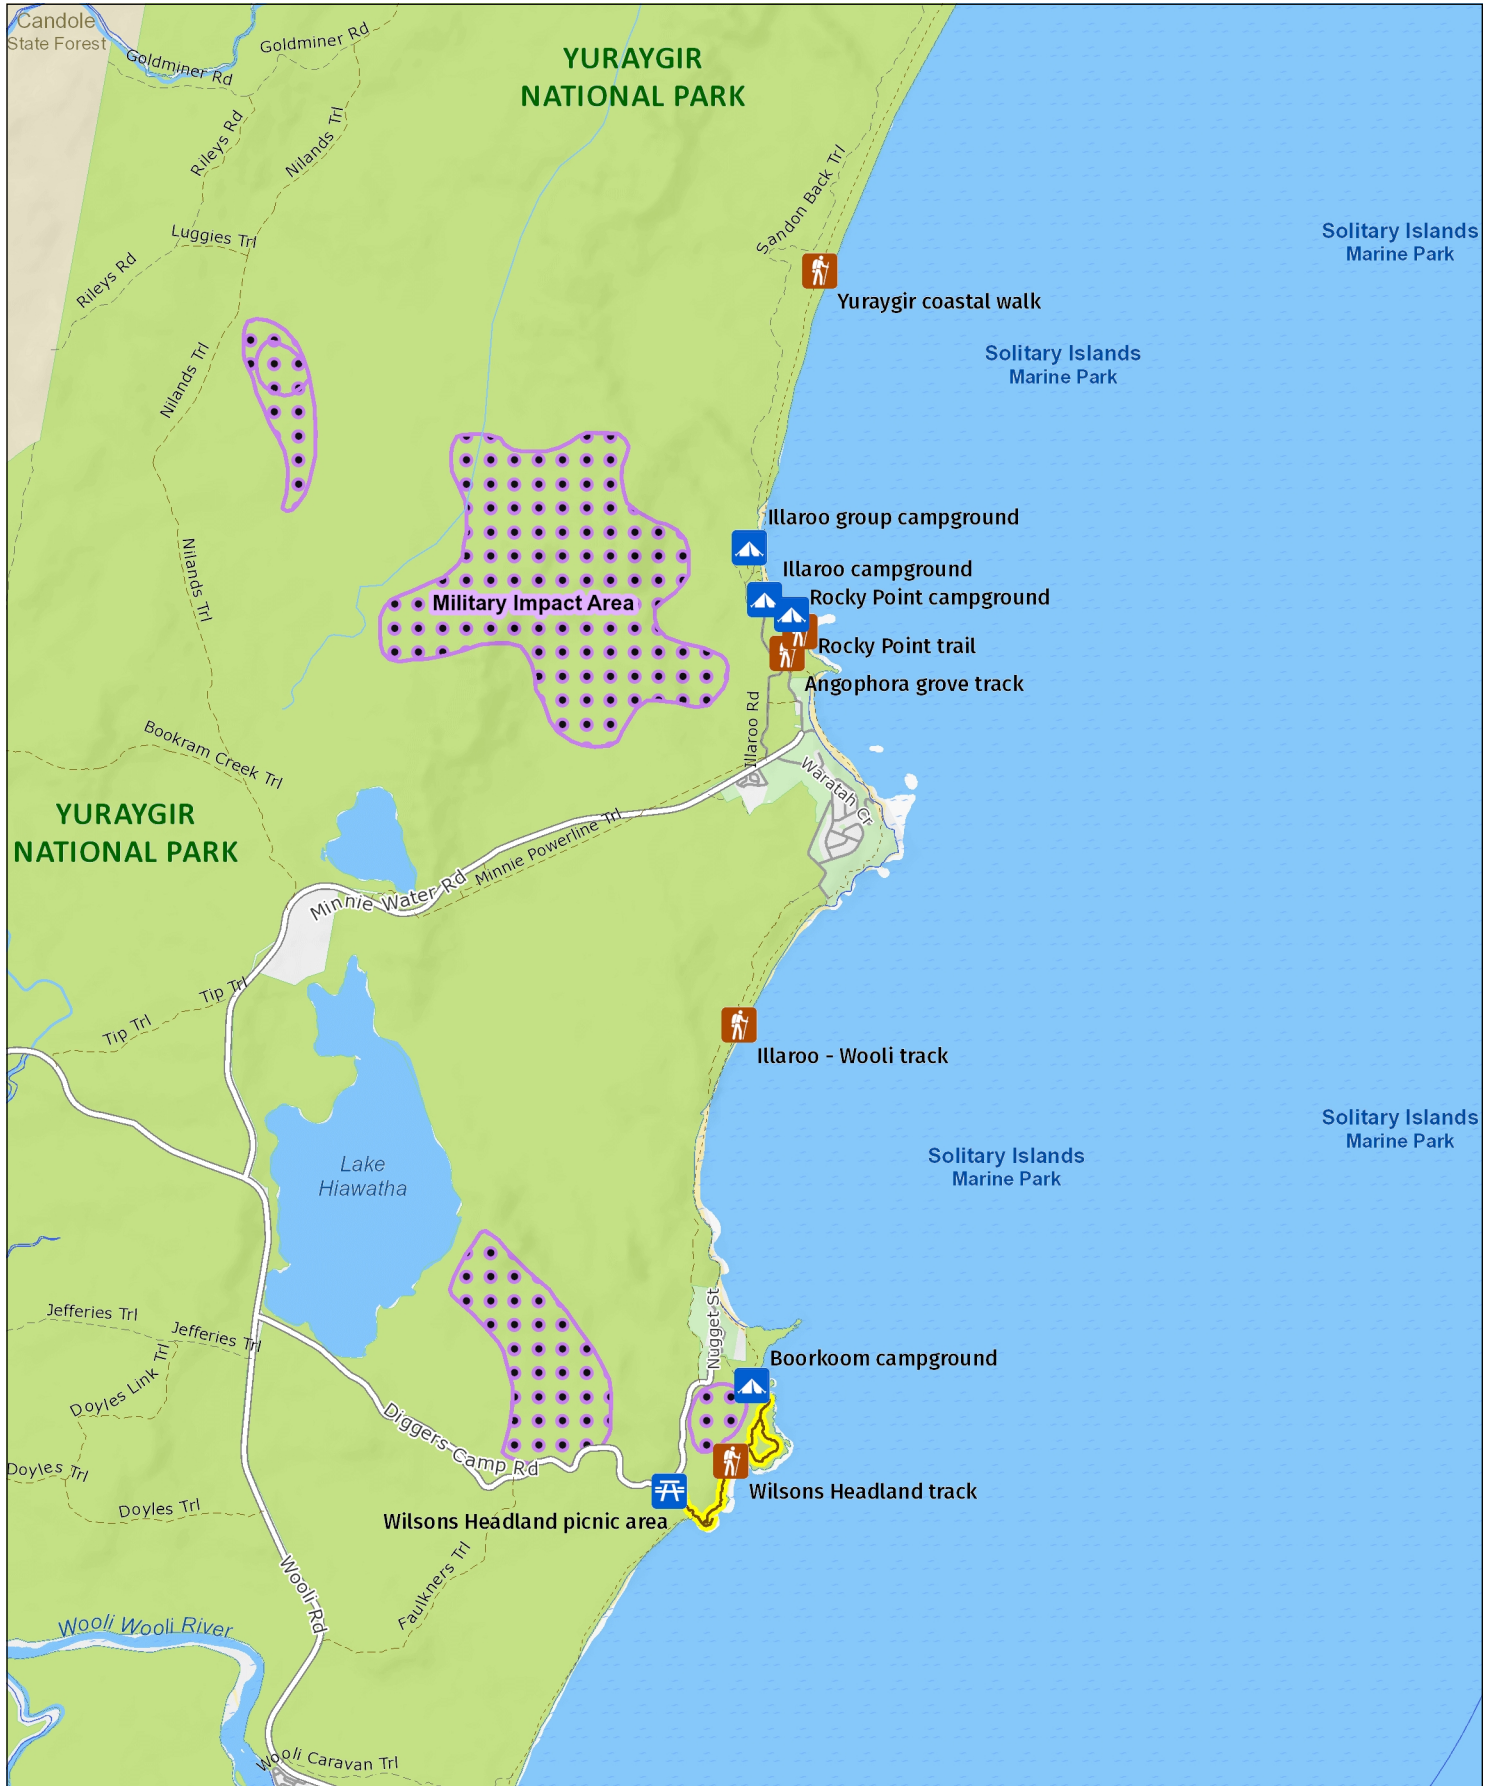 Candole
State Forest
Goldminer Rd
Goldminer Rd
YURAYGIR
NATIONAL PARK
Rileys Rd
Nilands Trl
Sandon Back Trl
Luggies Trl
Rileys Rd
Solitary Islands
Marine Park
Yuraygir coastal walk
Nilands Trl
Solitary Islands
Marine Park
Illaroo group campground
Nilands Trl
Illaroo campground
Military Impact Area
Rocky Point campground
Rocky Point trail
Angophora grove track
Illaroo Rd
Bookram Creek Trl
Waratah Cr
YURAYGIR
NATIONAL PARK
Minnie Powerline Trl
Minnie Water Rd
Tip Trl
Tip Trl
Illaroo - Wooli track
Solitary Islands
Marine Park
Solitary Islands
Marine Park
Lake
Hiawatha
Jefferies Trl
Jefferies Trl
Nugget St
Boorkoom campground
Doyles Link Trl
Diggers Camp Rd
Doyles Trl
Doyles Trl
Wilsons Headland track
Wilsons Headland picnic area
Faulkners Trl
Wooli Rd
Wooli Wooli River
Wooli Caravan Trl